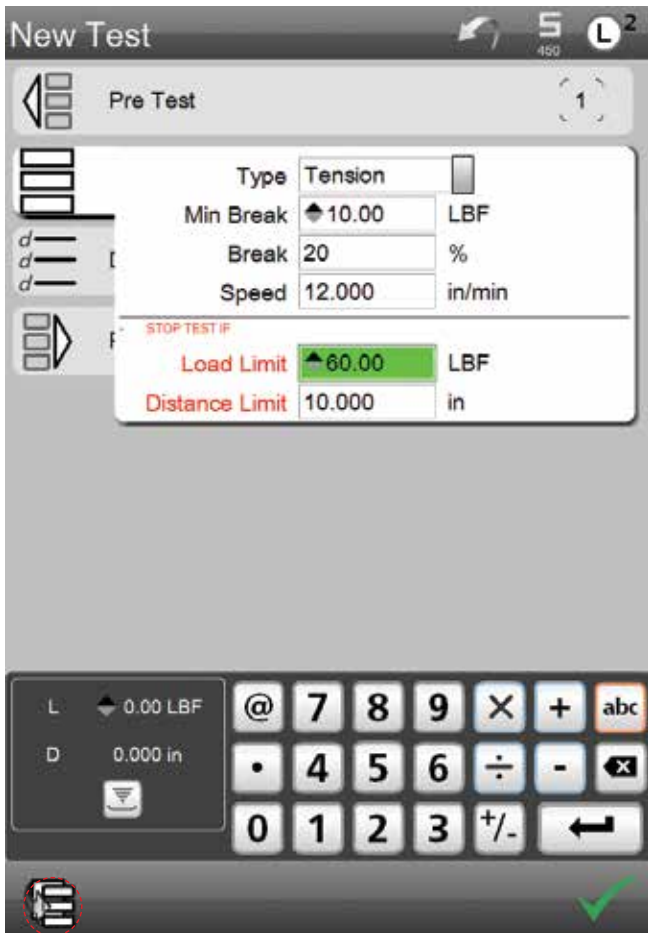 New Test
5
450
L 2
Pre Test
1
Type Tension
Min Break 10.00 LBF
d
d
d
Break 20 %
Speed 12.000 in/min
STOP TEST IF
Load Limit 60.00 LBF
Distance Limit 10.000 in
L 0.00 LBF
D 0.000 in
@ 7 8 9 × + abc
. 4 5 6 ÷ -
0 1 2 3 +/-